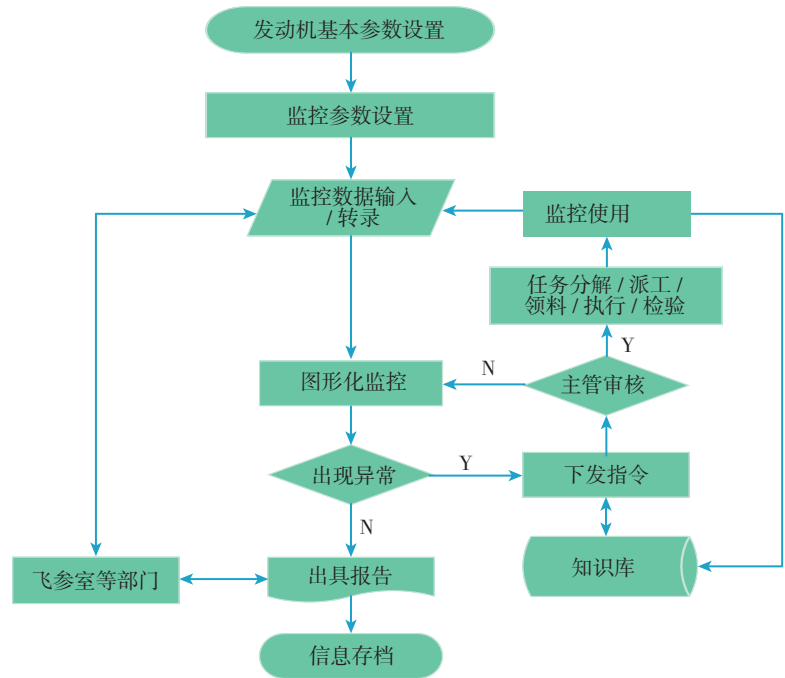 发动机基本参数设置
监控参数设置
监控数据输入
/ 转录
监控使用
任务分解 / 派工 /
领料 / 执行 / 检验
Y
图形化监控
N
主管审核
出现异常
Y
下发指令
N
飞参室等部门
出具报告
知识库
信息存档